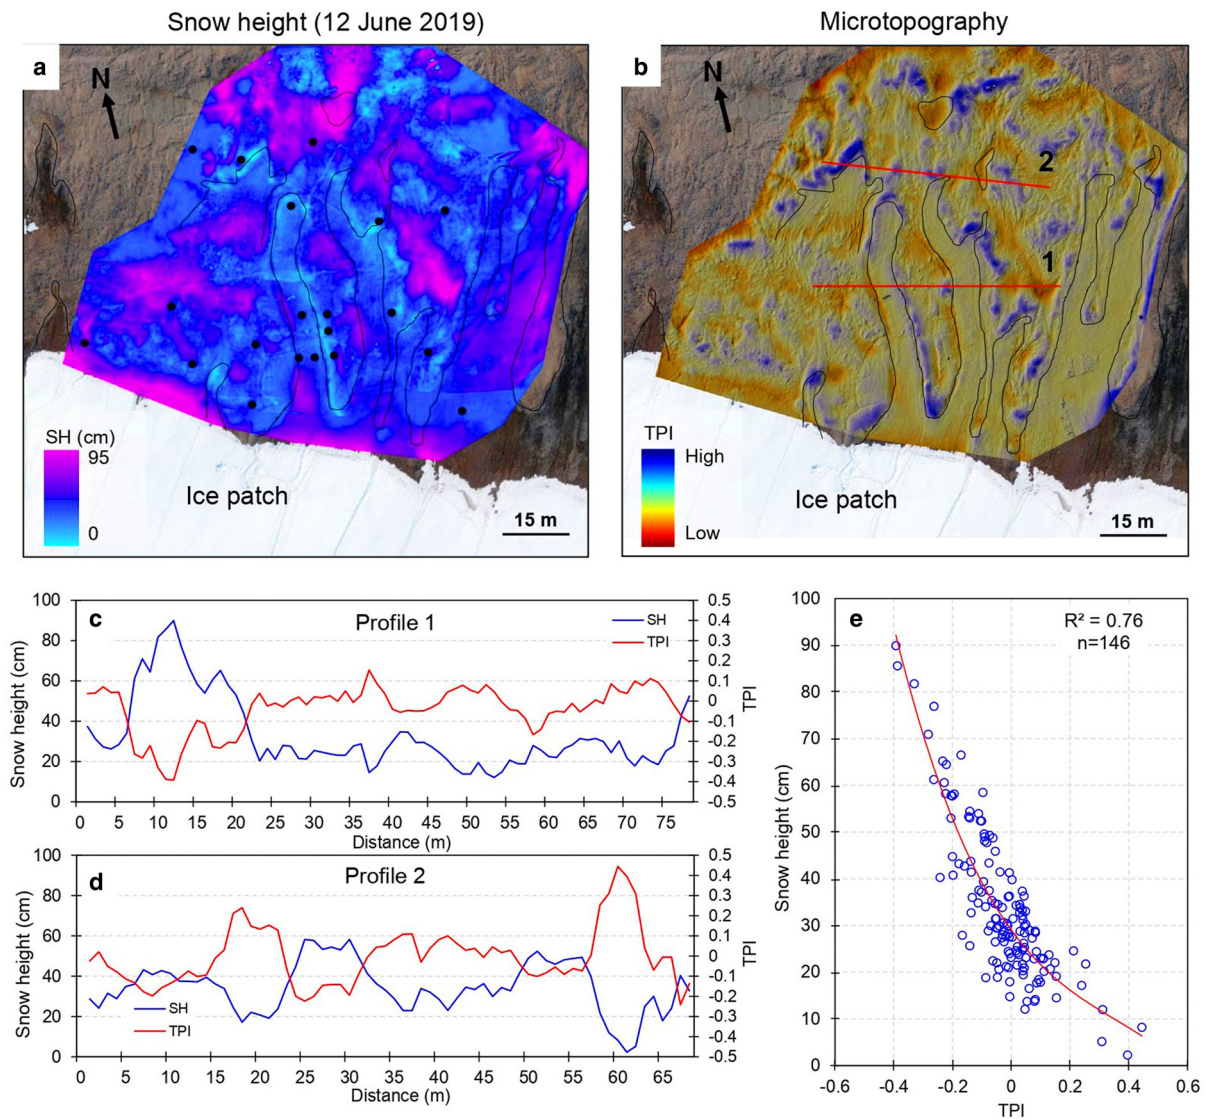 Snow height (12 June 2019)
Microtopography
a
N
SH (cm)
95
0
Ice patch
15 m
b
N
2
1
TPI
High
Low
Ice patch
15 m
c
Profile 1
SH
TPI
Snow height (cm)
100
80
60
40
20
0
0.5
0.4
0.3
0.2
0.1
0
-0.1
-0.2
-0.3
-0.4
-0.5
TPI
0 5 10 15 20 25 30 35 40 45 50 55 60 65 70 75
Distance (m)
d
Profile 2
SH
TPI
Snow height (cm)
100
80
60
40
20
0
0.5
0.4
0.3
0.2
0.1
0
-0.1
-0.2
-0.3
-0.4
-0.5
TPI
0 5 10 15 20 25 30 35 40 45 50 55 60 65
Distance (m)
e
R² = 0.76
n=146
Snow height (cm)
100
90
80
70
60
50
40
30
20
10
0
-0.6 -0.4 -0.2 0 0.2 0.4 0.6
TPI